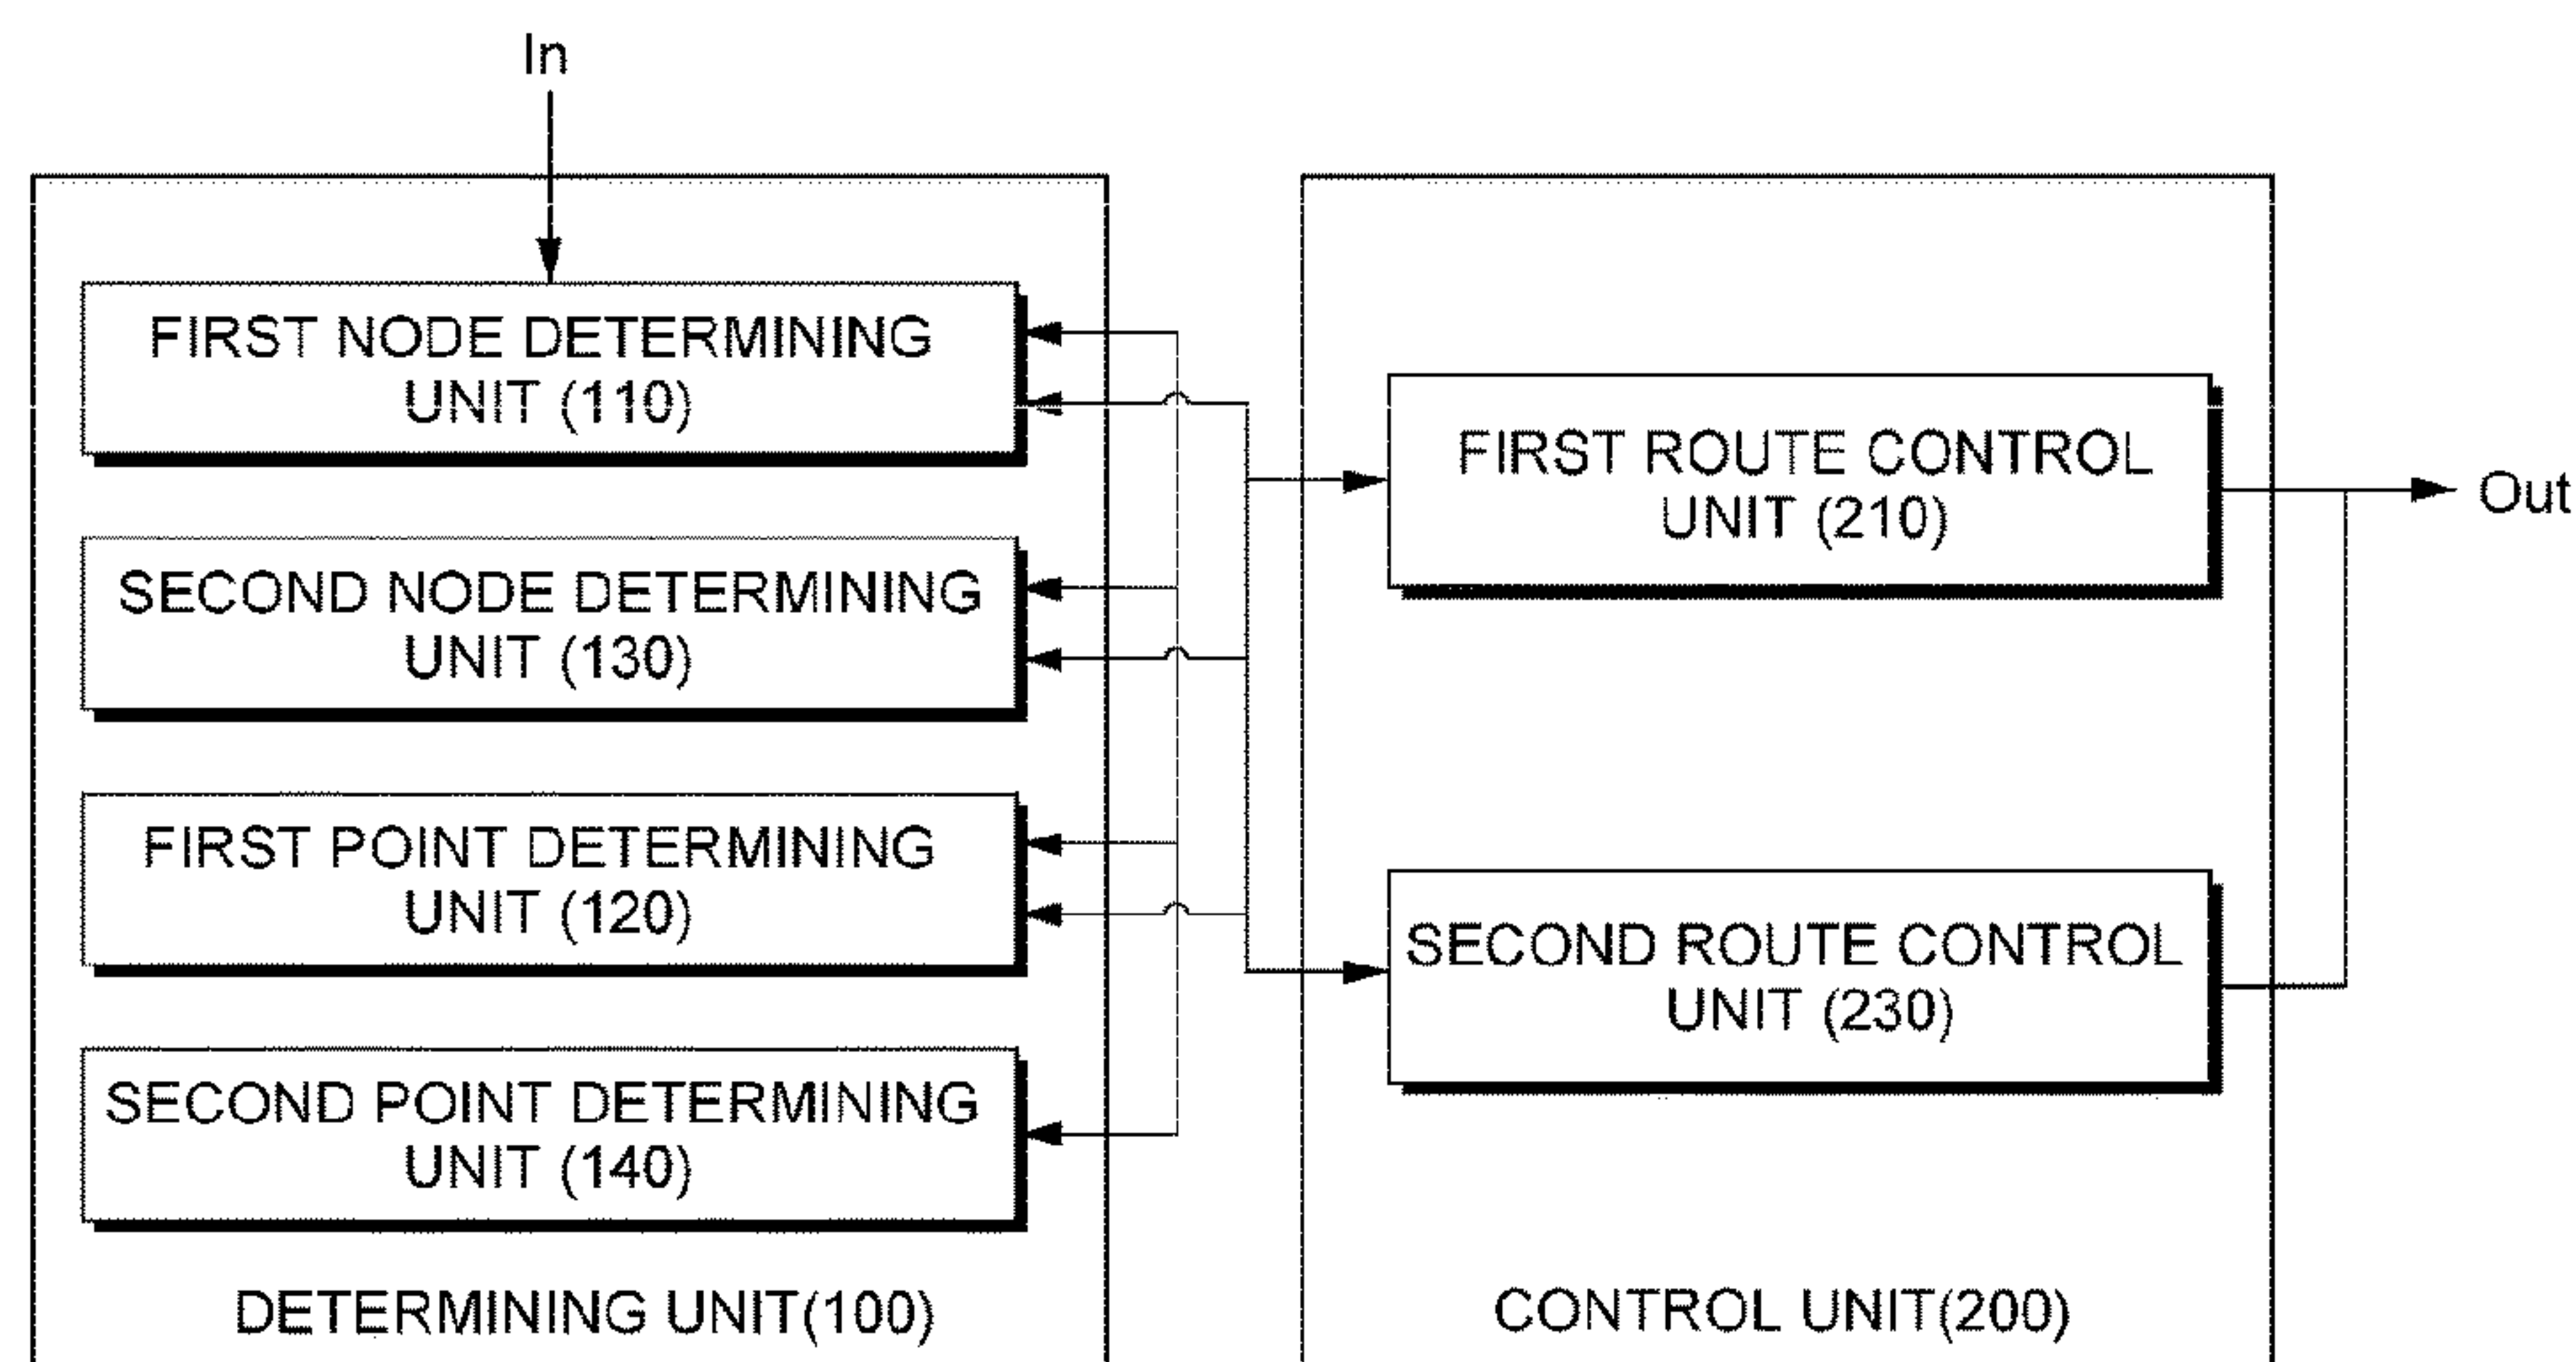 In
FIRST NODE DETERMINING
UNIT (110)
SECOND NODE DETERMINING
UNIT (130)
FIRST POINT DETERMINING
UNIT (120)
SECOND POINT DETERMINING
UNIT (140)
DETERMINING UNIT(100)
FIRST ROUTE CONTROL
UNIT (210)
SECOND ROUTE CONTROL
UNIT (230)
CONTROL UNIT(200)
Out